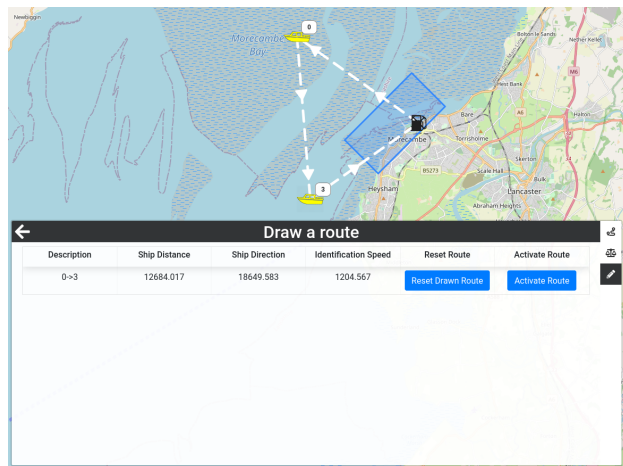 Newbiggin
0
Morecambe
Bay
Bolton le Sands
Nether Kellet
M6
Hest Bank
Bare
A6
Halton
Morecambe
Torrisholme
Skerton
B5273
Scale Hall
Bulk
3
Heysham
Lancaster
Abraham Heights
Draw a route
Description Ship Distance Ship Direction Identification Speed Reset Route Activate Route
0->3 12684.017 18649.583 1204.567 Reset Drawn Route Activate Route